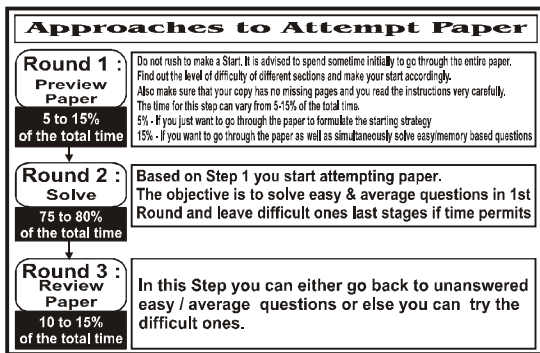 Approaches to Attempt Paper
Round 1 :
Preview
Paper
5 to 15%
of the total time
Do not rush to make a Start. It is advised to spend sometime initially to go through the entire paper.
Find out the level of difficulty of different sections and make your start accordingly.
Also make sure that your copy has no missing pages and you read the instructions very carefully.
The time for this step can vary from 5-15% of the total time.
5% - If you just want to go through the paper to formulate the starting strategy
15% - If you want to go through the paper as well as simultaneously solve easy/memory based questions
Round 2 :
Solve
75 to 80%
of the total time
Based on Step 1 you start attempting paper.
The objective is to solve easy & average questions in 1st
Round and leave difficult ones last stages if time permits
Round 3 :
Review
Paper
10 to 15%
of the total time
In this Step you can either go back to unanswered
easy / average questions or else you can try the
difficult ones.